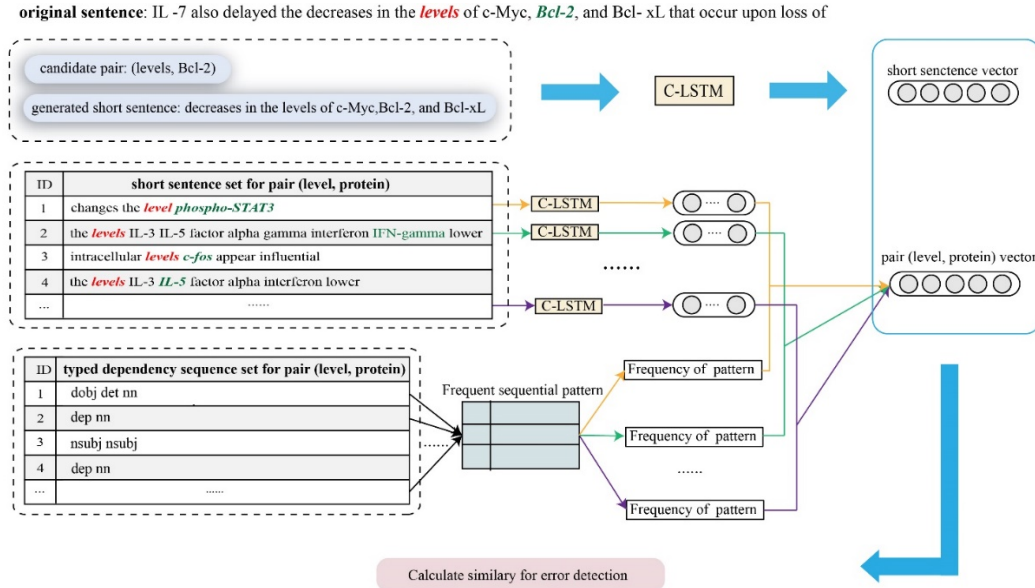 original sentence: IL -7 also delayed the decreases in the levels of c-Myc, Bcl-2, and Bcl- xL that occur upon loss of
candidate pair: (levels, Bcl-2)
generated short sentence: decreases in the levels of c-Myc,Bcl-2, and Bcl-xL
C-LSTM
short senctence vector
ID short sentence set for pair (level, protein)
1 changes the level phospho-STAT3
2 the levels IL-3 IL-5 factor alpha gamma interferon IFN-gamma lower
3 intracellular levels c-fos appear influential
4 the levels IL-3 IL-5 factor alpha interferon lower
... ......
C-LSTM
C-LSTM
......
C-LSTM
....
....
....
pair (level, protein) vector
ID typed dependency sequence set for pair (level, protein)
1 dobj det nn
2 dep nn
3 nsubj nsubj
4 dep nn
... ......
......
Frequent sequential pattern
Frequency of pattern
Frequency of pattern
......
Frequency of pattern
Calculate similary for error detection